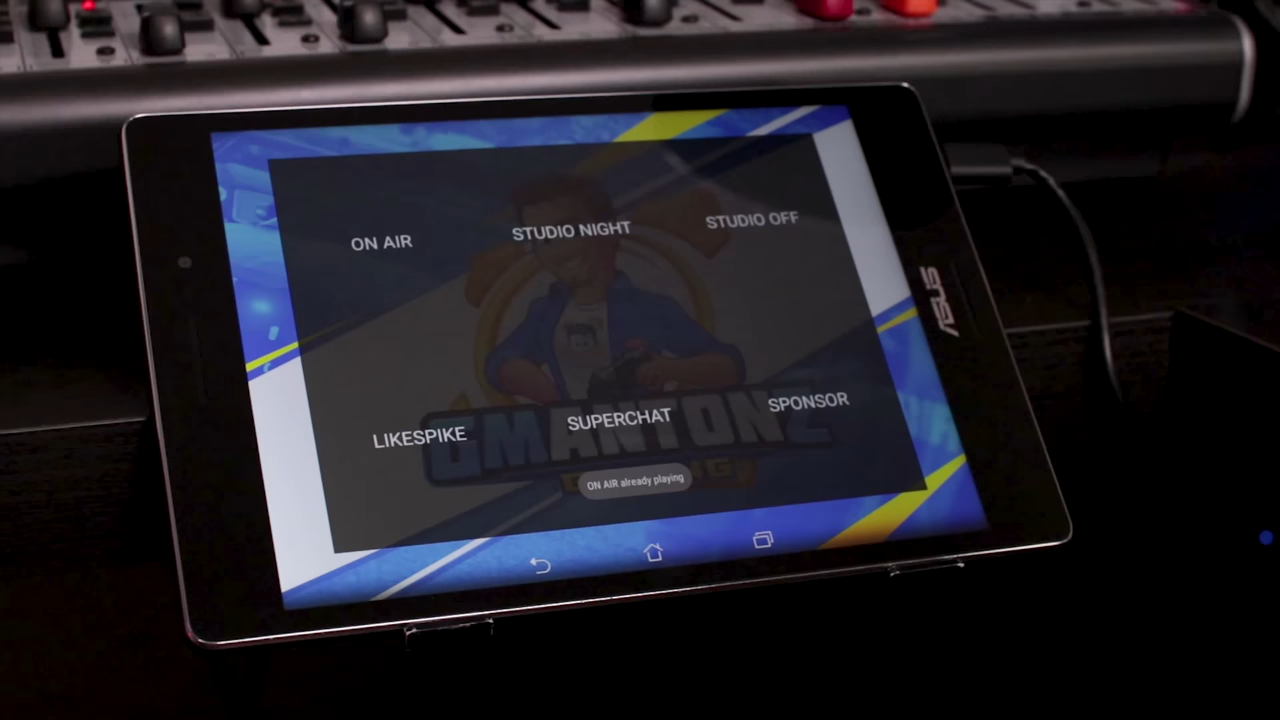 ON AIR
STUDIO NIGHT
STUDIO OFF
LIKESPIKE
SUPERCHAT
SPONSOR
GMANTONZ
ON AIR already playing
ASUS